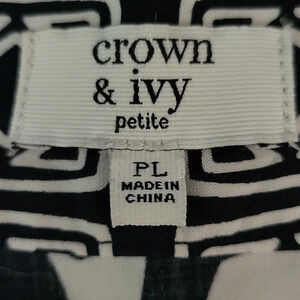 crown
& ivy
petite
PL
MADE IN
CHINA